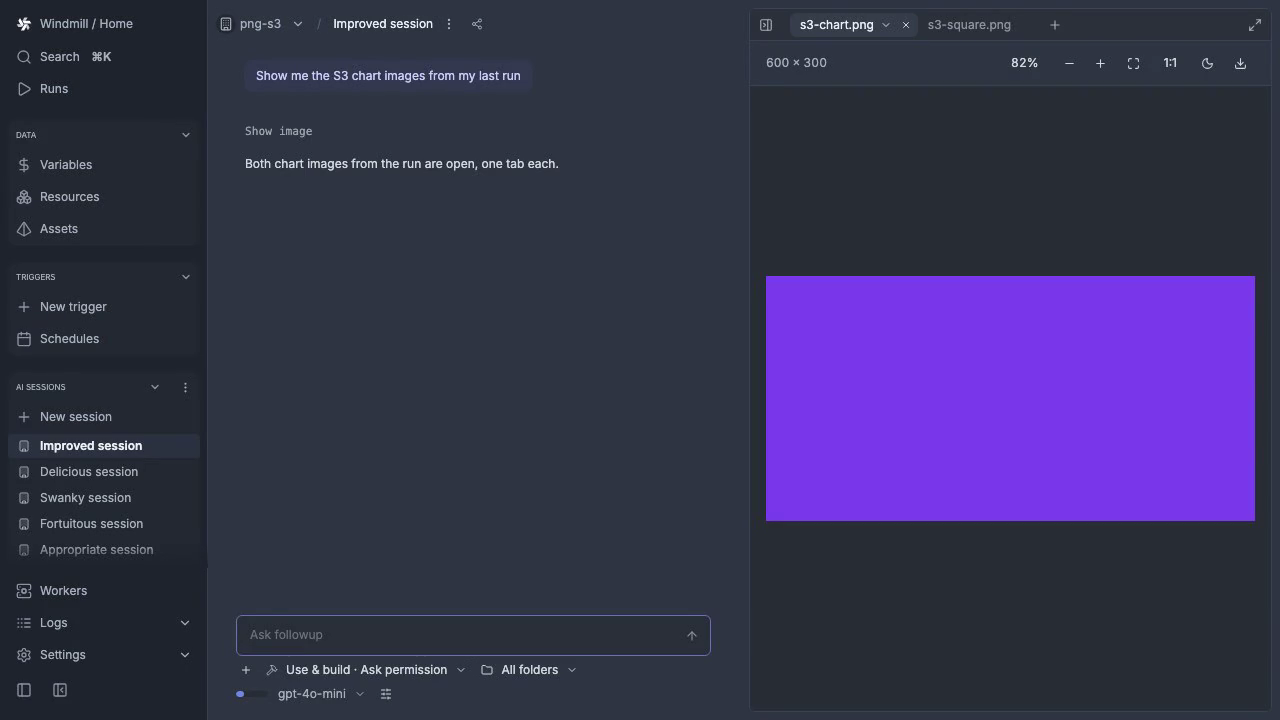 Windmill / Home
Search ⌘K
Runs
DATA
Variables
Resources
Assets
TRIGGERS
New trigger
Schedules
AI SESSIONS
New session
Improved session
Delicious session
Swanky session
Fortuitous session
Appropriate session
Workers
Logs
Settings
png-s3 / Improved session
Show me the S3 chart images from my last run
Show image
Both chart images from the run are open, one tab each.
Ask followup
Use & build · Ask permission All folders
gpt-4o-mini
s3-chart.png s3-square.png
600 × 300 82% 1:1